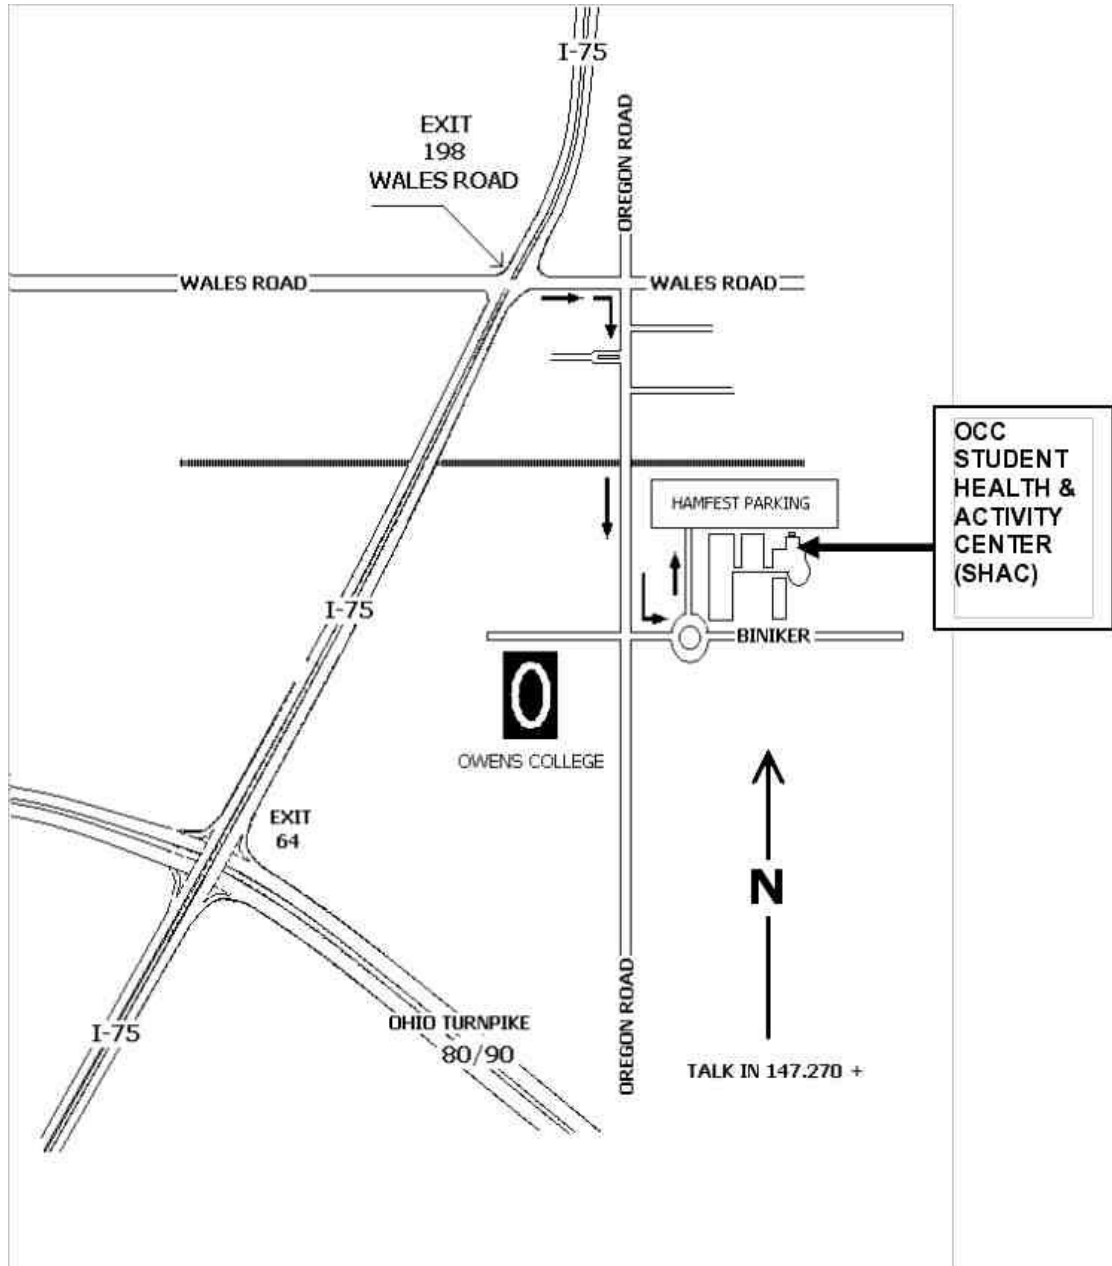 I-75
OREGON ROAD
EXIT
198
WALES ROAD
WALES ROAD
WALES ROAD
OCC
STUDENT
HEALTH &
ACTIVITY
CENTER
(SHAC)
HAMFEST PARKING
I-75
BINIKER
OWENS COLLEGE
EXIT
64
N
I-75
OHIO TURNPIKE
80/90
OREGON ROAD
TALK IN 147.270 +